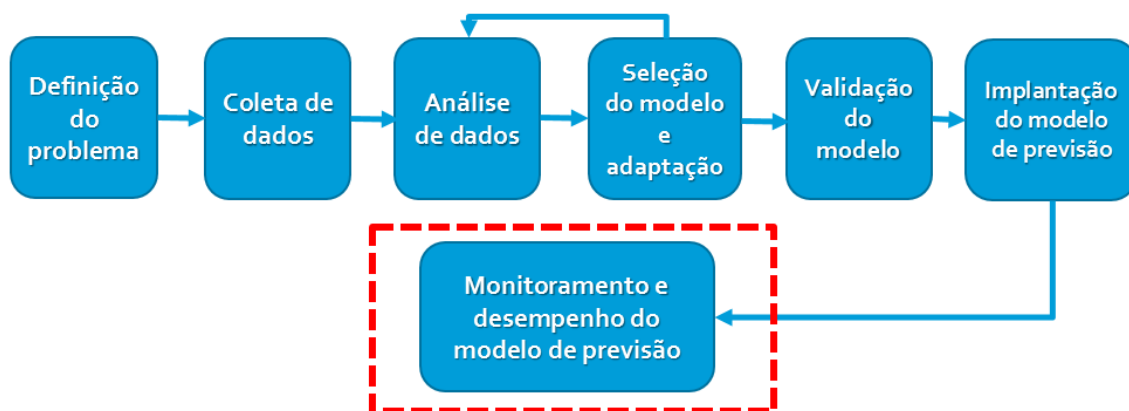 Definição
do
problema
Coleta de
dados
Análise
de dados
Seleção
do modelo
e
adaptação
Validação
do
modelo
Implantação
do modelo
de previsão
Monitoramento e
desempenho do
modelo de previsão